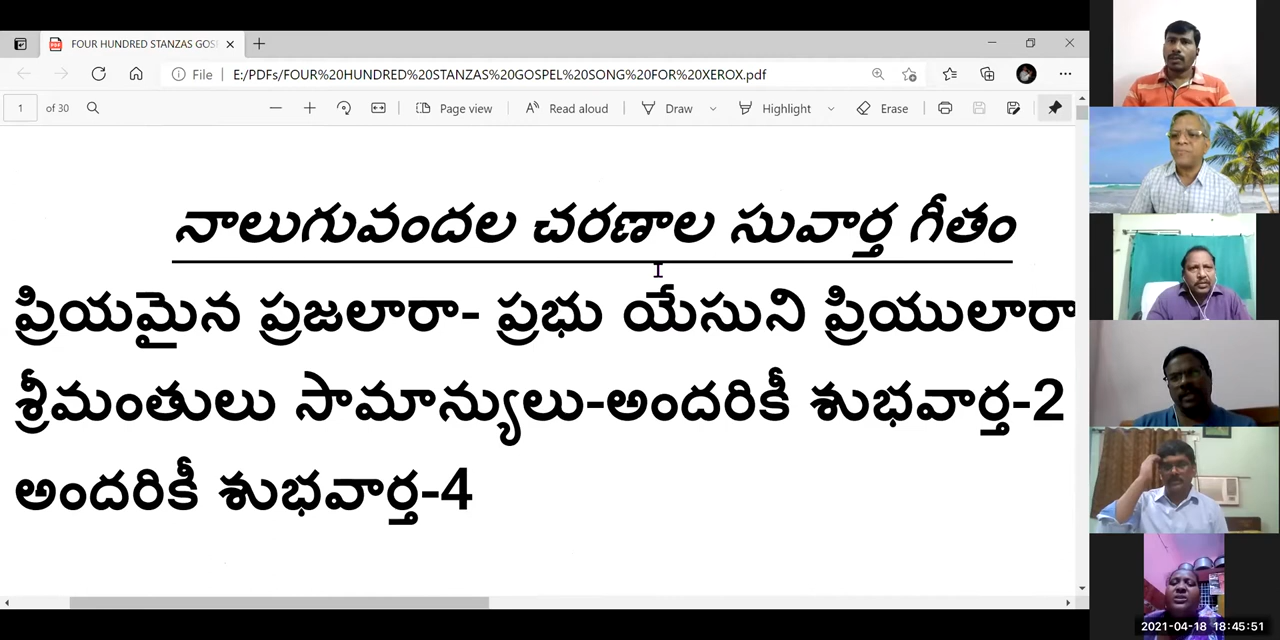 FOUR HUNDRED STANZAS GOS
File E:/PDFs/FOUR%20HUNDRED%20STANZAS%20GOSPEL%20SONG%20FOR%20XEROX.pdf
1 of 30 Page view Read aloud Draw Highlight Erase
నాలుగువందల చరణాల సువార్త గీతం
ప్రియమైన ప్రజలారా- ప్రభు యేసుని ప్రియులారా
శ్రీమంతులు సామాన్యులు-అందరికీ శుభవార్త-2
అందరికీ శుభవార్త-4
2021-04-18 18:45:51